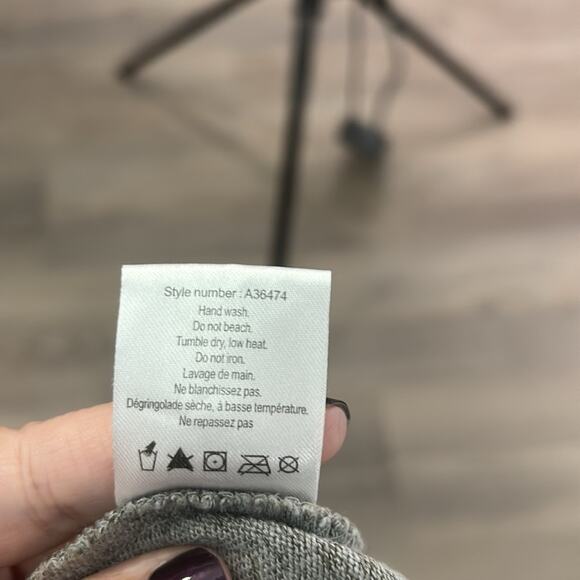 Style number : A36474
Hand wash.
Do not beach.
Tumble dry, low heat.
Do not iron.
Lavage de main.
Ne blanchissez pas.
Dégringolade sèche, à basse température.
Ne repassez pas